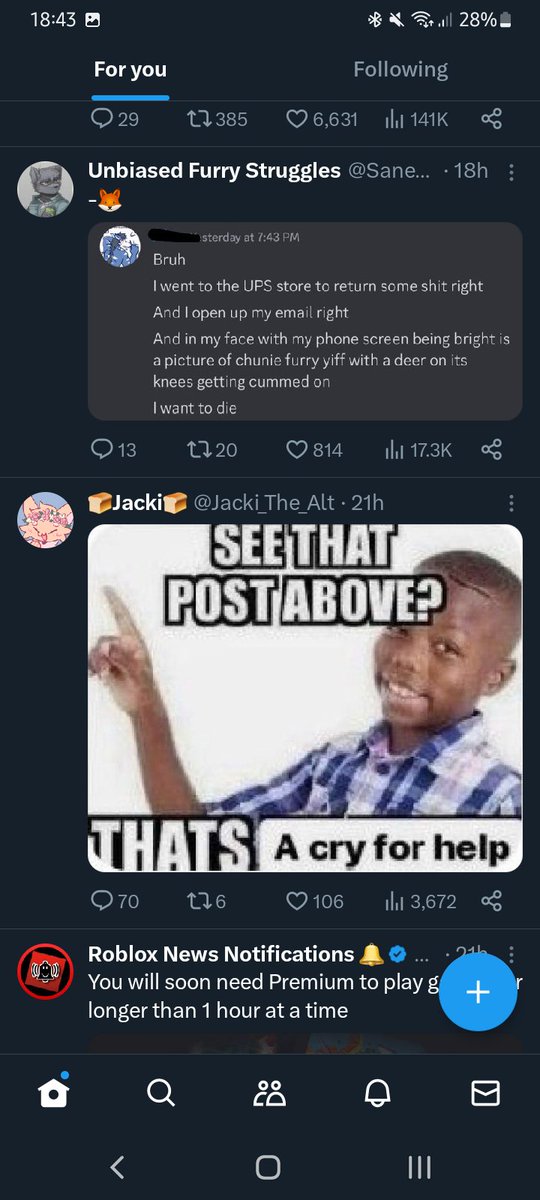 18:43 28%
For you Following
29 385 6,631 141K
Unbiased Furry Struggles @Sane... · 18h
-🦊
sterday at 7:43 PM
Bruh
I went to the UPS store to return some shit right
And I open up my email right
And in my face with my phone screen being bright is
a picture of chunie furry yiff with a deer on its
knees getting cummed on
I want to die
13 20 814 17.3K
🍞Jacki🍞 @Jacki_The_Alt · 21h
SEE THAT
POST ABOVE?
THATS A cry for help
70 6 106 3,672
Roblox News Notifications 🔔 ... · 21h
You will soon need Premium to play
longer than 1 hour at a time